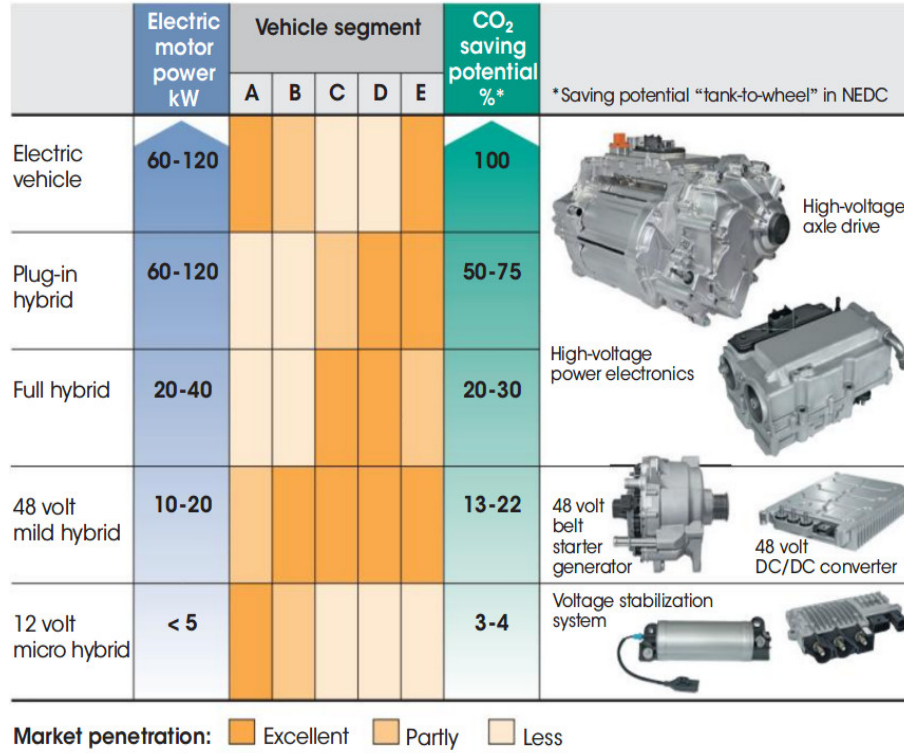 Electric
motor
power
kW
Vehicle segment
A B C D E
CO₂
saving
potential
%*
*Saving potential “tank-to-wheel” in NEDC
Electric
vehicle
60-120
100
High-voltage
axle drive
Plug-in
hybrid
60-120
50-75
Full hybrid
20-40
20-30
High-voltage
power electronics
48 volt
mild hybrid
10-20
13-22
48 volt
belt
starter
generator
48 volt
DC/DC converter
12 volt
micro hybrid
< 5
3-4
Voltage stabilization
system
Market penetration: Excellent Partly Less